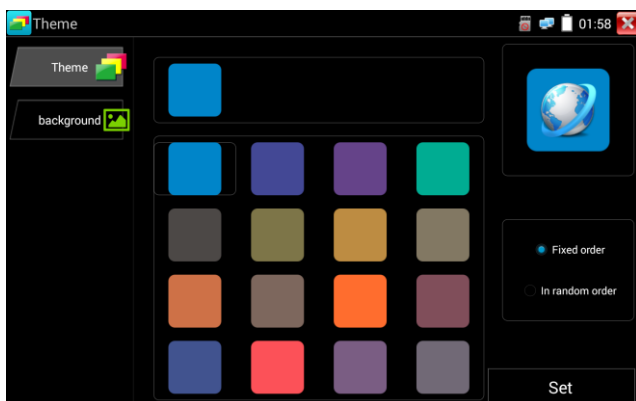 Theme
01:58
Theme
background
Fixed order
In random order
Set